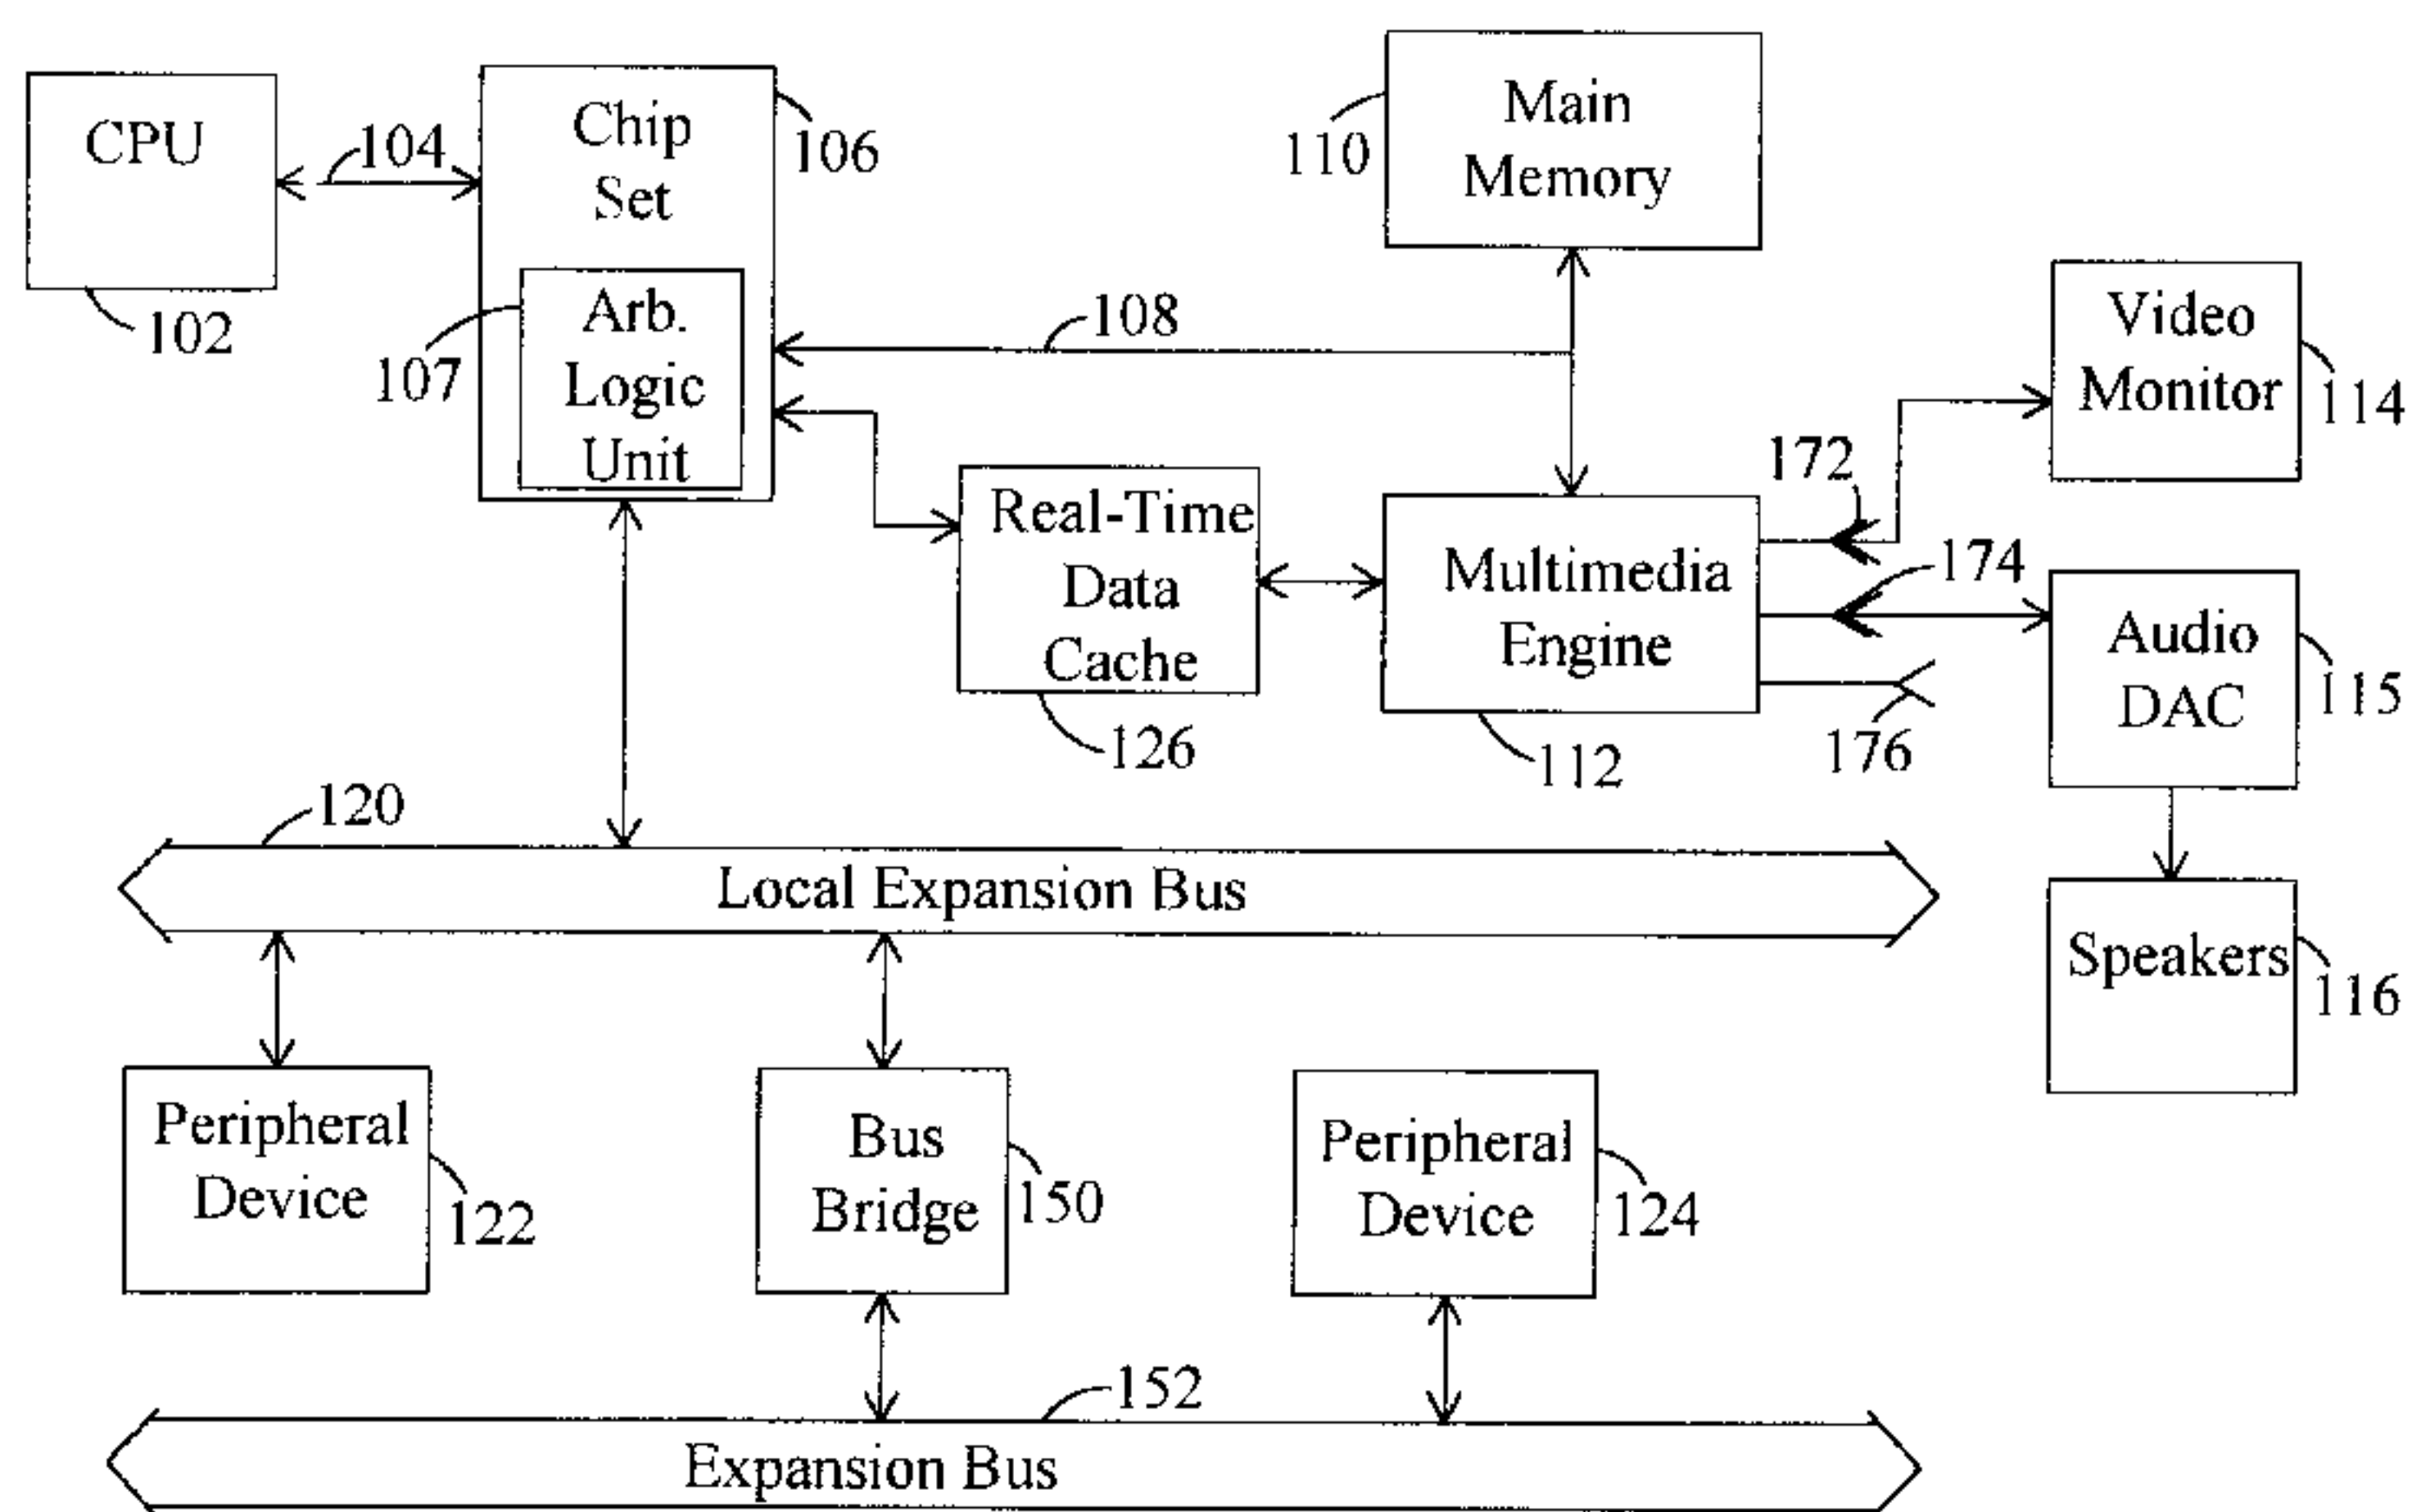 CPU
102
104
Chip
Set
106
Arb.
Logic
Unit
107
108
Main
Memory
110
Video
Monitor
114
Real-Time
Data
Cache
126
Multimedia
Engine
112
172
174
176
Audio
DAC
115
Speakers
116
120
Local Expansion Bus
Peripheral
Device
122
Bus
Bridge
150
Peripheral
Device
124
152
Expansion Bus